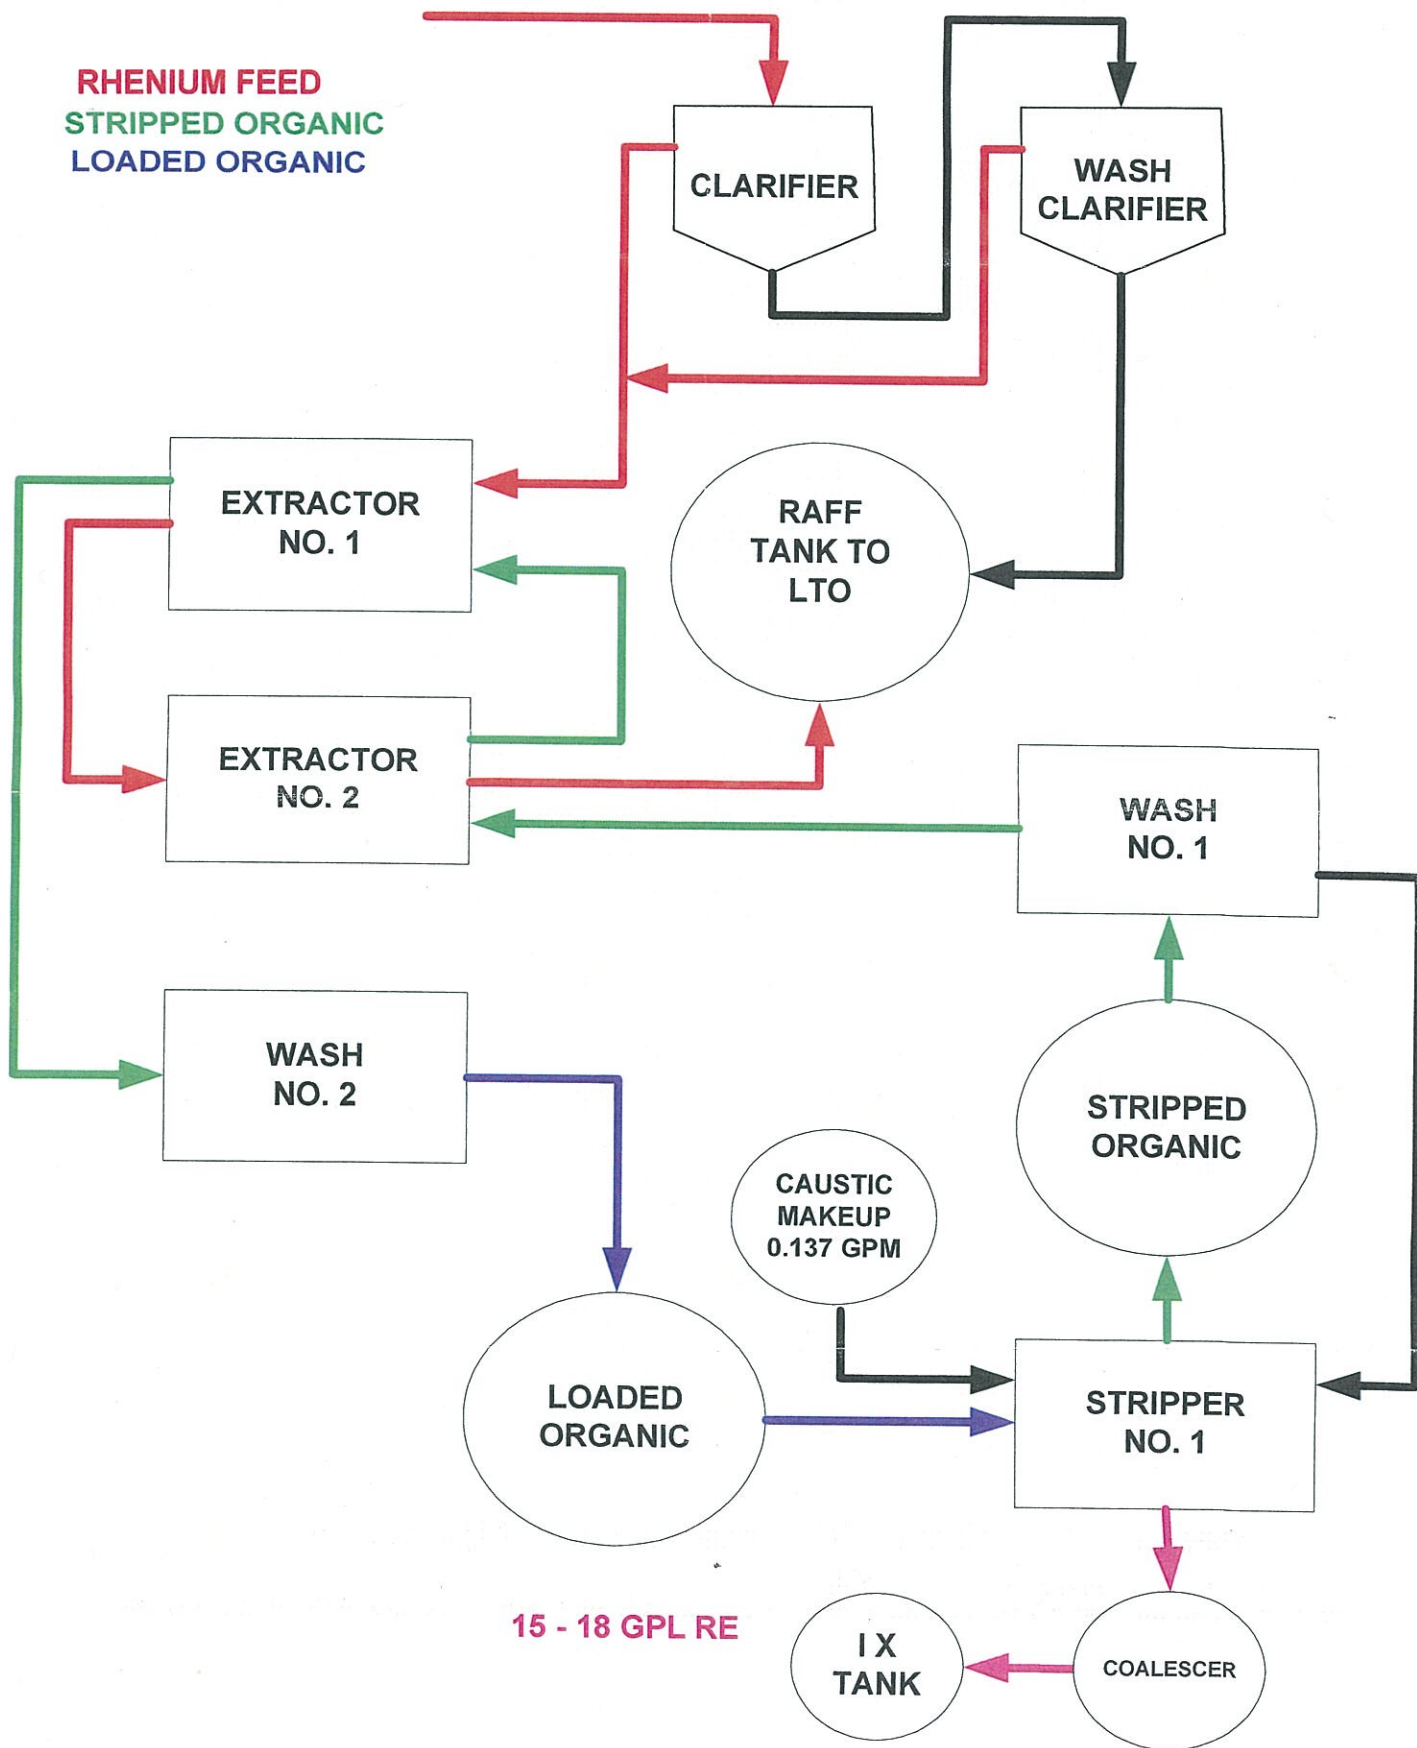 RHENIUM FEED
STRIPPED ORGANIC
LOADED ORGANIC
CLARIFIER
WASH
CLARIFIER
EXTRACTOR
NO. 1
RAFF
TANK TO
LTO
EXTRACTOR
NO. 2
WASH
NO. 1
WASH
NO. 2
STRIPPED
ORGANIC
CAUSTIC
MAKEUP
0.137 GPM
LOADED
ORGANIC
STRIPPER
NO. 1
15 - 18 GPL RE
I X
TANK
COALESCER